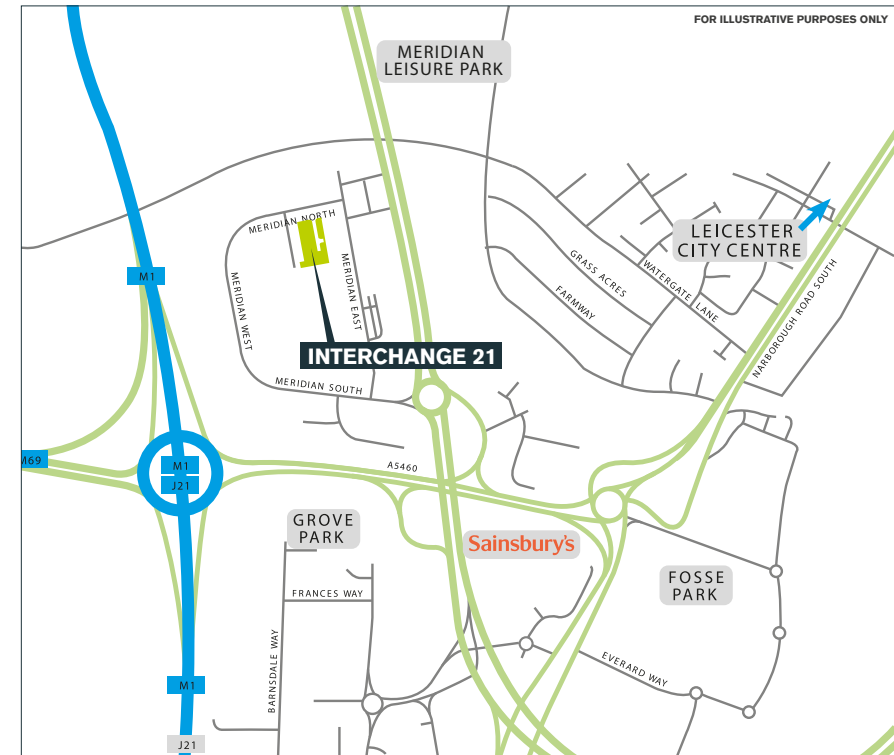 FOR ILLUSTRATIVE PURPOSES ONLY
MERIDIAN
LEISURE PARK
MERIDIAN NORTH
LEICESTER
CITY CENTRE
M1
MERIDIAN WEST
MERIDIAN EAST
GRASS ACRES
WATERGATE LANE
FARMWAY
NARBOROUGH ROAD SOUTH
INTERCHANGE 21
MERIDIAN SOUTH
M69
M1
J21
A5460
GROVE
PARK
Sainsbury's
FOSSE
PARK
FRANCES WAY
BARNSDALE WAY
EVERARD WAY
M1
J21